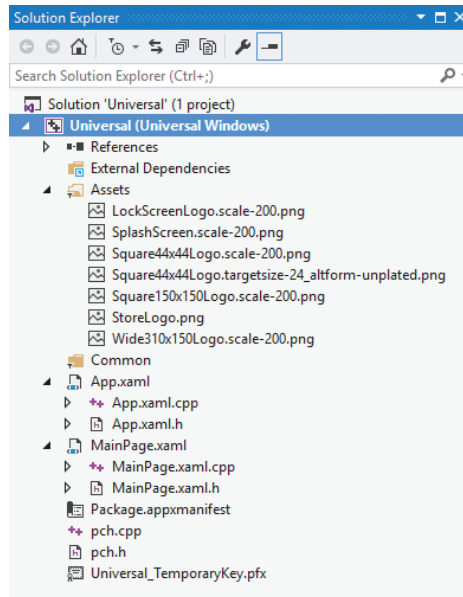 Solution Explorer
Search Solution Explorer (Ctrl+;)
Solution 'Universal' (1 project)
Universal (Universal Windows)
References
External Dependencies
Assets
LockScreenLogo.scale-200.png
SplashScreen.scale-200.png
Square44x44Logo.scale-200.png
Square44x44Logo.targetsize-24_altform-unplated.png
Square150x150Logo.scale-200.png
StoreLogo.png
Wide310x150Logo.scale-200.png
Common
App.xaml
App.xaml.cpp
App.xaml.h
MainPage.xaml
MainPage.xaml.cpp
MainPage.xaml.h
Package.appxmanifest
pch.cpp
pch.h
Universal_TemporaryKey.pfx